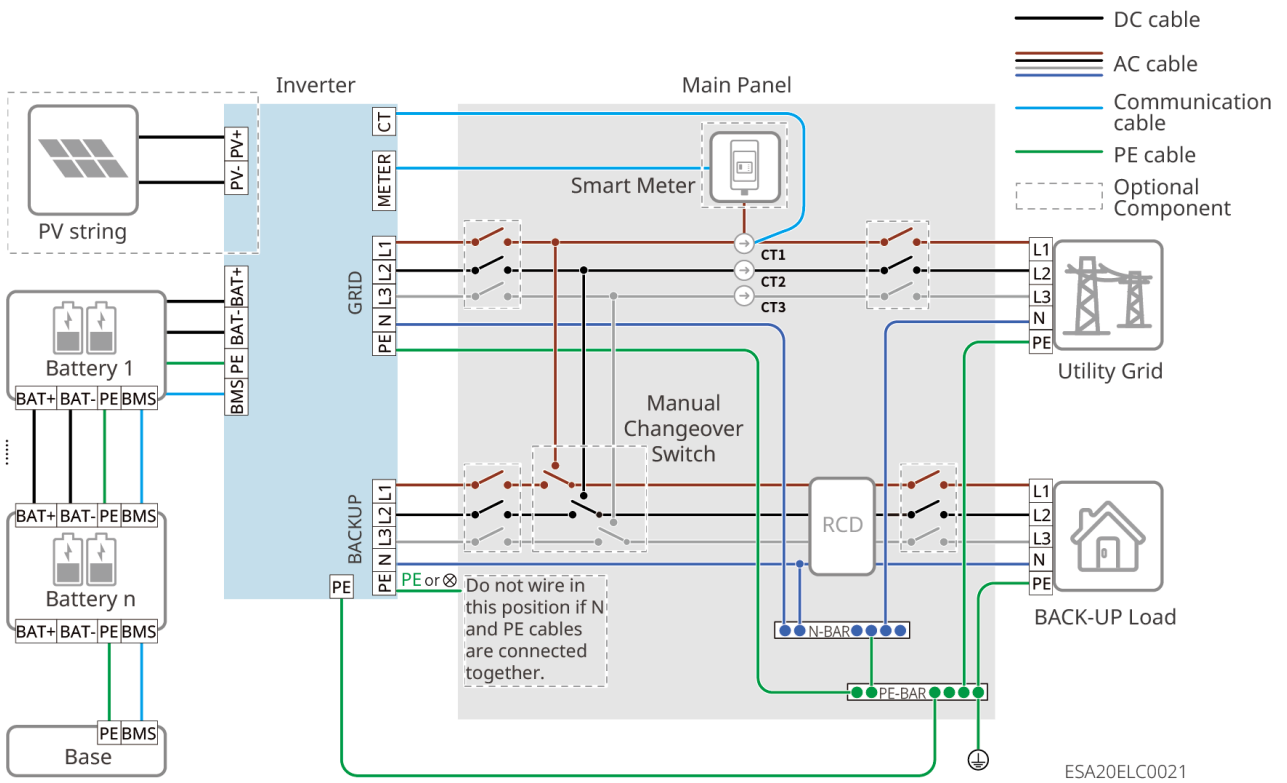 DC cable
AC cable
Communication
cable
PE cable
Optional
Component
Inverter
Main Panel
CT
METER
PV+
PV-
PV string
Smart Meter
CT1
CT2
CT3
GRID
L1
L2
L3
N
PE
L1
L2
L3
N
PE
Utility Grid
BAT+
BAT-
PE
BMS
Battery 1
BAT+ BAT- PE BMS
......
BAT+ BAT- PE BMS
Battery n
BAT+ BAT- PE BMS
PE BMS
Base
Manual
Changeover
Switch
BACKUP
L1
L2
L3
N
PE
PE
PE or ⊗
Do not wire in
this position if N
and PE cables
are connected
together.
RCD
L1
L2
L3
N
PE
BACK-UP Load
N-BAR
PE-BAR
ESA20ELC0021